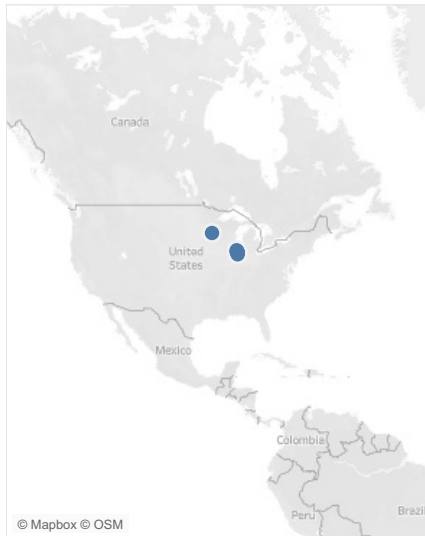 Canada
United
States
Mexico
Colombia
Peru
Brazi
© Mapbox © OSM